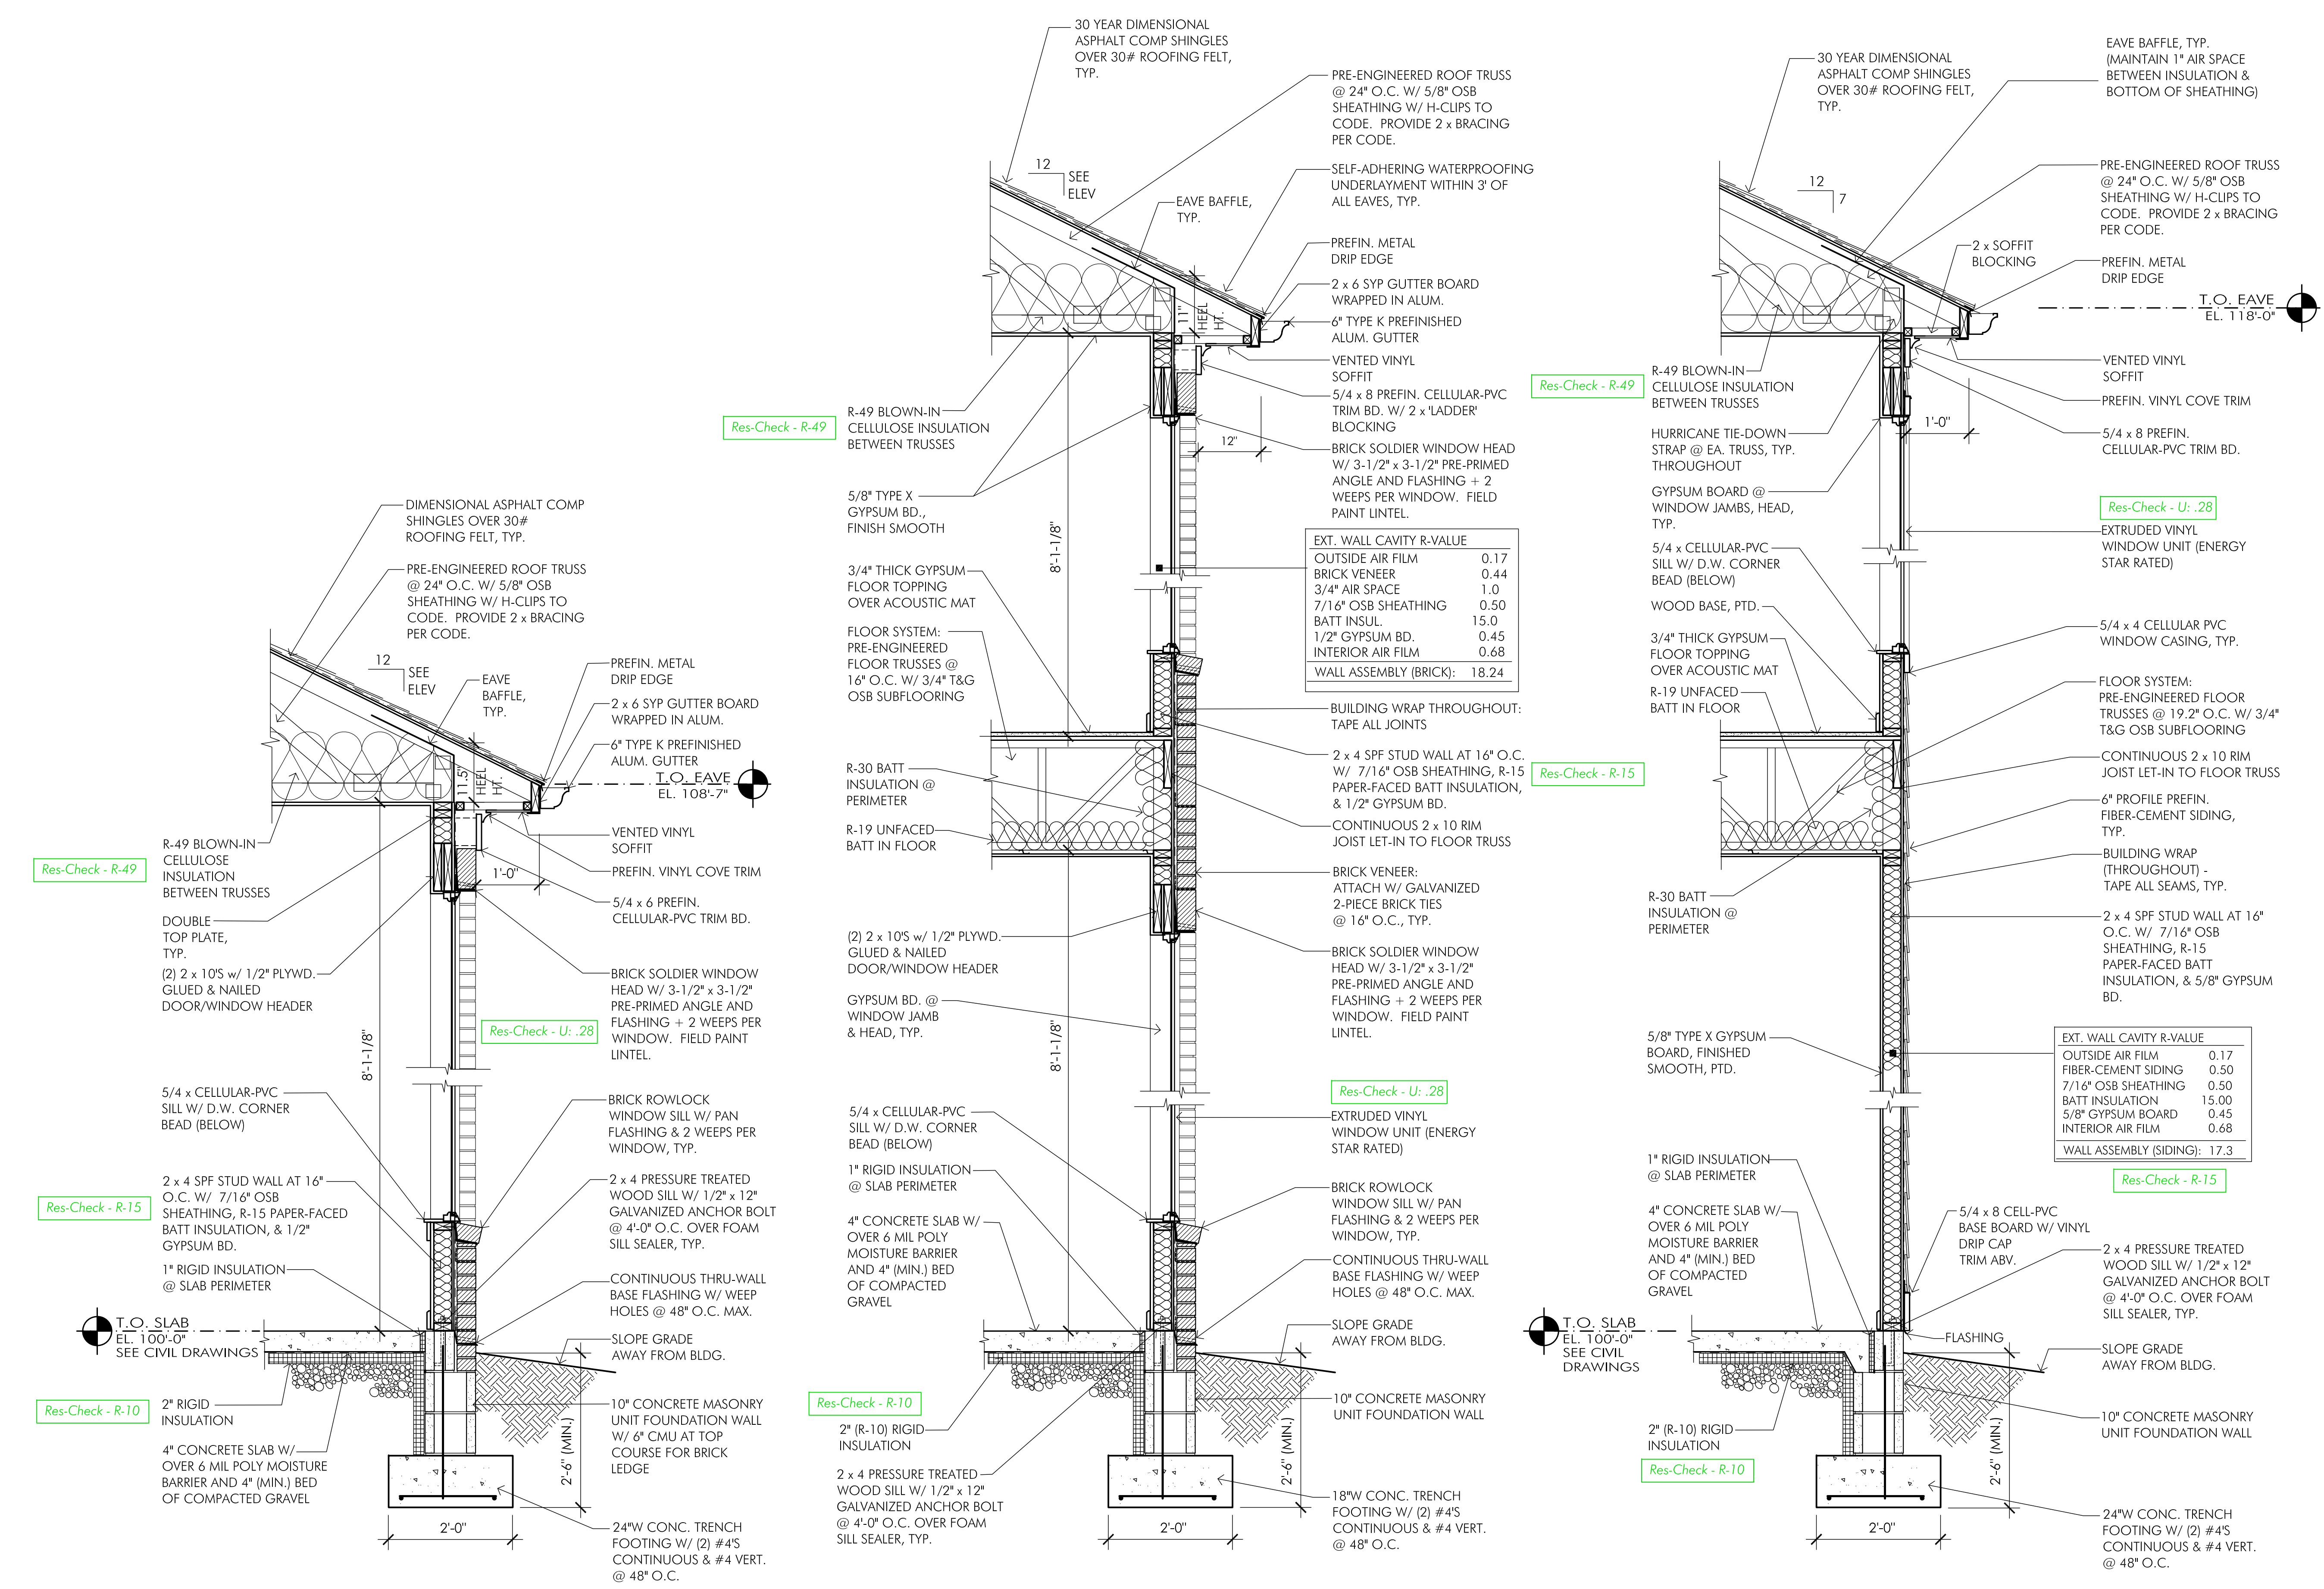 DIMENSIONAL ASPHALT COMP
SHINGLES OVER 30#
ROOFING FELT, TYP.
PRE-ENGINEERED ROOF TRUSS
@ 24" O.C. W/ 5/8" OSB
SHEATHING W/ H-CLIPS TO
CODE. PROVIDE 2 x BRACING
PER CODE.
12
SEE
ELEV
EAVE
BAFFLE,
TYP.
PREFIN. METAL
DRIP EDGE
2 x 6 SYP GUTTER BOARD
WRAPPED IN ALUM.
6" TYPE K PREFINISHED
ALUM. GUTTER
T.O. EAVE
EL. 108'-7"
11.5"
HEEL
HT.
R-49 BLOWN-IN
CELLULOSE
INSULATION
BETWEEN TRUSSES
Res-Check - R-49
VENTED VINYL
SOFFIT
PREFIN. VINYL COVE TRIM
1'-0"
5/4 x 6 PREFIN.
CELLULAR-PVC TRIM BD.
DOUBLE
TOP PLATE,
TYP.
(2) 2 x 10'S w/ 1/2" PLYWD.
GLUED & NAILED
DOOR/WINDOW HEADER
BRICK SOLDIER WINDOW
HEAD W/ 3-1/2" x 3-1/2"
PRE-PRIMED ANGLE AND
FLASHING + 2 WEEPS PER
WINDOW. FIELD PAINT
LINTEL.
Res-Check - U: .28
8'-1-1/8"
5/4 x CELLULAR-PVC
SILL W/ D.W. CORNER
BEAD (BELOW)
BRICK ROWLOCK
WINDOW SILL W/ PAN
FLASHING & 2 WEEPS PER
WINDOW, TYP.
2 x 4 SPF STUD WALL AT 16"
O.C. W/ 7/16" OSB
SHEATHING, R-15 PAPER-FACED
BATT INSULATION, & 1/2"
GYPSUM BD.
Res-Check - R-15
2 x 4 PRESSURE TREATED
WOOD SILL W/ 1/2" x 12"
GALVANIZED ANCHOR BOLT
@ 4'-0" O.C. OVER FOAM
SILL SEALER, TYP.
1" RIGID INSULATION
@ SLAB PERIMETER
CONTINUOUS THRU-WALL
BASE FLASHING W/ WEEP
HOLES @ 48" O.C. MAX.
T.O. SLAB
EL. 100'-0"
SEE CIVIL DRAWINGS
SLOPE GRADE
AWAY FROM BLDG.
Res-Check - R-10
2" RIGID
INSULATION
10" CONCRETE MASONRY
UNIT FOUNDATION WALL
W/ 6" CMU AT TOP
COURSE FOR BRICK
LEDGE
4" CONCRETE SLAB W/
OVER 6 MIL POLY MOISTURE
BARRIER AND 4" (MIN.) BED
OF COMPACTED GRAVEL
2'-6" (MIN.)
2'-0"
24"W CONC. TRENCH
FOOTING W/ (2) #4'S
CONTINUOUS & #4 VERT.
@ 48" O.C.
30 YEAR DIMENSIONAL
ASPHALT COMP SHINGLES
OVER 30# ROOFING FELT,
TYP.
PRE-ENGINEERED ROOF TRUSS
@ 24" O.C. W/ 5/8" OSB
SHEATHING W/ H-CLIPS TO
CODE. PROVIDE 2 x BRACING
PER CODE.
12
SEE
ELEV
SELF-ADHERING WATERPROOFING
UNDERLAYMENT WITHIN 3' OF
ALL EAVES, TYP.
EAVE BAFFLE,
TYP.
PREFIN. METAL
DRIP EDGE
2 x 6 SYP GUTTER BOARD
WRAPPED IN ALUM.
11"
HEEL
HT.
6" TYPE K PREFINISHED
ALUM. GUTTER
VENTED VINYL
SOFFIT
5/4 x 8 PREFIN. CELLULAR-PVC
TRIM BD. W/ 2 x 'LADDER'
BLOCKING
Res-Check - R-49
R-49 BLOWN-IN
CELLULOSE INSULATION
BETWEEN TRUSSES
12"
BRICK SOLDIER WINDOW HEAD
W/ 3-1/2" x 3-1/2" PRE-PRIMED
ANGLE AND FLASHING + 2
WEEPS PER WINDOW. FIELD
PAINT LINTEL.
5/8" TYPE X
GYPSUM BD.,
FINISH SMOOTH
8'-1-1/8"
EXT. WALL CAVITY R-VALUE
OUTSIDE AIR FILM 0.17
BRICK VENEER 0.44
3/4" AIR SPACE 1.0
7/16" OSB SHEATHING 0.50
BATT INSUL. 15.0
1/2" GYPSUM BD. 0.45
INTERIOR AIR FILM 0.68
WALL ASSEMBLY (BRICK): 18.24
3/4" THICK GYPSUM
FLOOR TOPPING
OVER ACOUSTIC MAT
FLOOR SYSTEM:
PRE-ENGINEERED
FLOOR TRUSSES @
16" O.C. W/ 3/4" T&G
OSB SUBFLOORING
BUILDING WRAP THROUGHOUT:
TAPE ALL JOINTS
2 x 4 SPF STUD WALL AT 16" O.C.
W/ 7/16" OSB SHEATHING, R-15
PAPER-FACED BATT INSULATION,
& 1/2" GYPSUM BD.
Res-Check - R-15
R-30 BATT
INSULATION @
PERIMETER
R-19 UNFACED
BATT IN FLOOR
CONTINUOUS 2 x 10 RIM
JOIST LET-IN TO FLOOR TRUSS
BRICK VENEER:
ATTACH W/ GALVANIZED
2-PIECE BRICK TIES
@ 16" O.C., TYP.
(2) 2 x 10'S w/ 1/2" PLYWD.
GLUED & NAILED
DOOR/WINDOW HEADER
BRICK SOLDIER WINDOW
HEAD W/ 3-1/2" x 3-1/2"
PRE-PRIMED ANGLE AND
FLASHING + 2 WEEPS PER
WINDOW. FIELD PAINT
LINTEL.
GYPSUM BD. @
WINDOW JAMB
& HEAD, TYP.
8'-1-1/8"
Res-Check - U: .28
EXTRUDED VINYL
WINDOW UNIT (ENERGY
STAR RATED)
5/4 x CELLULAR-PVC
SILL W/ D.W. CORNER
BEAD (BELOW)
1" RIGID INSULATION
@ SLAB PERIMETER
BRICK ROWLOCK
WINDOW SILL W/ PAN
FLASHING & 2 WEEPS PER
WINDOW, TYP.
4" CONCRETE SLAB W/
OVER 6 MIL POLY
MOISTURE BARRIER
AND 4" (MIN.) BED
OF COMPACTED
GRAVEL
CONTINUOUS THRU-WALL
BASE FLASHING W/ WEEP
HOLES @ 48" O.C. MAX.
SLOPE GRADE
AWAY FROM BLDG.
Res-Check - R-10
2" (R-10) RIGID
INSULATION
10" CONCRETE MASONRY
UNIT FOUNDATION WALL
2 x 4 PRESSURE TREATED
WOOD SILL W/ 1/2" x 12"
GALVANIZED ANCHOR BOLT
@ 4'-0" O.C. OVER FOAM
SILL SEALER, TYP.
2'-6" (MIN.)
2'-0"
18"W CONC. TRENCH
FOOTING W/ (2) #4'S
CONTINUOUS & #4 VERT.
@ 48" O.C.
30 YEAR DIMENSIONAL
ASPHALT COMP SHINGLES
OVER 30# ROOFING FELT,
TYP.
EAVE BAFFLE, TYP.
(MAINTAIN 1" AIR SPACE
BETWEEN INSULATION &
BOTTOM OF SHEATHING)
12
7
PRE-ENGINEERED ROOF TRUSS
@ 24" O.C. W/ 5/8" OSB
SHEATHING W/ H-CLIPS TO
CODE. PROVIDE 2 x BRACING
PER CODE.
2 x SOFFIT
BLOCKING
PREFIN. METAL
DRIP EDGE
T.O. EAVE
EL. 118'-0"
VENTED VINYL
SOFFIT
PREFIN. VINYL COVE TRIM
Res-Check - R-49
R-49 BLOWN-IN
CELLULOSE INSULATION
BETWEEN TRUSSES
1'-0"
5/4 x 8 PREFIN.
CELLULAR-PVC TRIM BD.
HURRICANE TIE-DOWN
STRAP @ EA. TRUSS, TYP.
THROUGHOUT
GYPSUM BOARD @
WINDOW JAMBS, HEAD,
TYP.
Res-Check - U: .28
EXTRUDED VINYL
WINDOW UNIT (ENERGY
STAR RATED)
5/4 x CELLULAR-PVC
SILL W/ D.W. CORNER
BEAD (BELOW)
WOOD BASE, PTD.
3/4" THICK GYPSUM
FLOOR TOPPING
OVER ACOUSTIC MAT
5/4 x 4 CELLULAR PVC
WINDOW CASING, TYP.
R-19 UNFACED
BATT IN FLOOR
FLOOR SYSTEM:
PRE-ENGINEERED FLOOR
TRUSSES @ 19.2" O.C. W/ 3/4"
T&G OSB SUBFLOORING
CONTINUOUS 2 x 10 RIM
JOIST LET-IN TO FLOOR TRUSS
6" PROFILE PREFIN.
FIBER-CEMENT SIDING,
TYP.
BUILDING WRAP
(THROUGHOUT) -
TAPE ALL SEAMS, TYP.
R-30 BATT
INSULATION @
PERIMETER
2 x 4 SPF STUD WALL AT 16"
O.C. W/ 7/16" OSB
SHEATHING, R-15
PAPER-FACED BATT
INSULATION, & 5/8" GYPSUM
BD.
5/8" TYPE X GYPSUM
BOARD, FINISHED
SMOOTH, PTD.
EXT. WALL CAVITY R-VALUE
OUTSIDE AIR FILM 0.17
FIBER-CEMENT SIDING 0.50
7/16" OSB SHEATHING 0.50
BATT INSULATION 15.00
5/8" GYPSUM BOARD 0.45
INTERIOR AIR FILM 0.68
WALL ASSEMBLY (SIDING): 17.3
Res-Check - R-15
1" RIGID INSULATION
@ SLAB PERIMETER
4" CONCRETE SLAB W/
OVER 6 MIL POLY
MOISTURE BARRIER
AND 4" (MIN.) BED
OF COMPACTED
GRAVEL
5/4 x 8 CELL-PVC
BASE BOARD W/ VINYL
DRIP CAP
TRIM ABV.
2 x 4 PRESSURE TREATED
WOOD SILL W/ 1/2" x 12"
GALVANIZED ANCHOR BOLT
@ 4'-0" O.C. OVER FOAM
SILL SEALER, TYP.
T.O. SLAB
EL. 100'-0"
SEE CIVIL
DRAWINGS
FLASHING
SLOPE GRADE
AWAY FROM BLDG.
2" (R-10) RIGID
INSULATION
Res-Check - R-10
10" CONCRETE MASONRY
UNIT FOUNDATION WALL
2'-6" (MIN.)
2'-0"
24"W CONC. TRENCH
FOOTING W/ (2) #4'S
CONTINUOUS & #4 VERT.
@ 48" O.C.